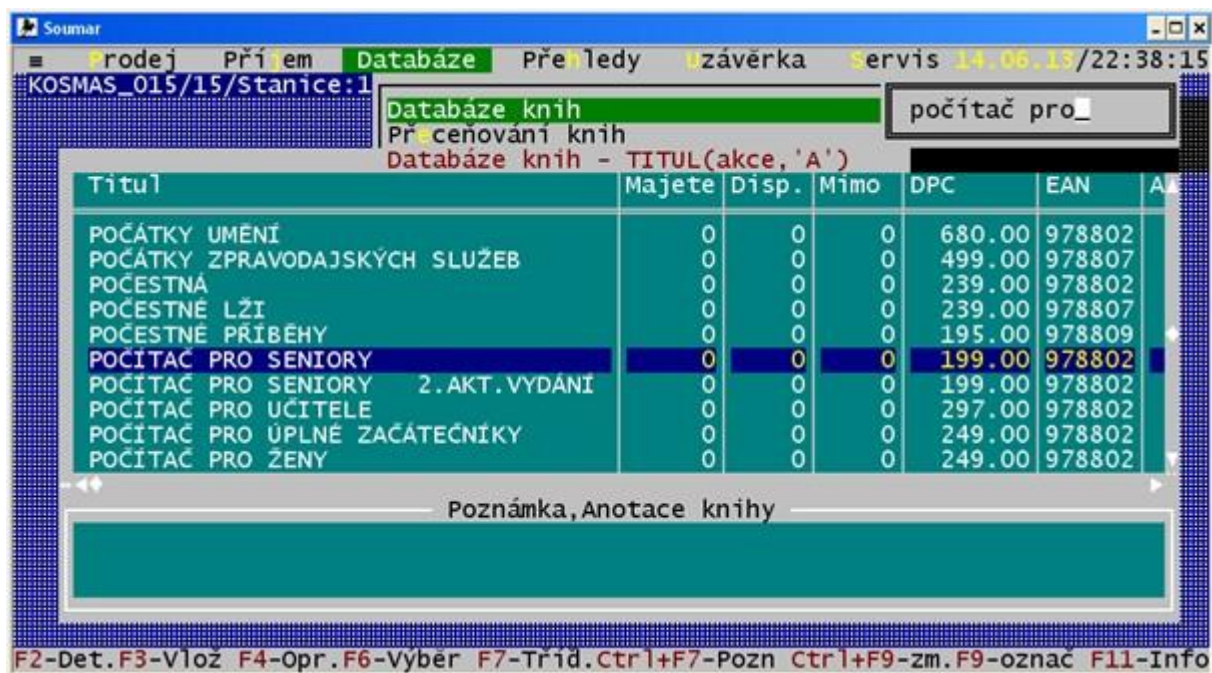 Soumar
≡ Prodej Příjem Databáze Přehledy Uzávěrka Servis 14.06.13/22:38:15
KOSMAS_015/15/Stanice:1
Databáze knih
počítač pro_
Přeceňování knih
Databáze knih - TITUL(akce,'A')
Titul Majete Disp. Mimo DPC EAN A
POČÁTKY UMĚNÍ 0 0 0 680.00 978802
POČÁTKY ZPRAVODAJSKÝCH SLUŽEB 0 0 0 499.00 978807
POČESTNÁ 0 0 0 239.00 978802
POČESTNÉ LŽI 0 0 0 239.00 978807
POČESTNÉ PŘÍBĚHY 0 0 0 195.00 978809
POČÍTAČ PRO SENIORY 0 0 0 199.00 978802
POČÍTAČ PRO SENIORY 2.AKT.VYDÁNÍ 0 0 0 199.00 978802
POČÍTAČ PRO UČITELE 0 0 0 297.00 978802
POČÍTAČ PRO ÚPLNÉ ZAČÁTEČNÍKY 0 0 0 249.00 978802
POČÍTAČ PRO ŽENY 0 0 0 249.00 978802
Poznámka,Anotace knihy
F2-Det.F3-Vlož F4-Opr.F6-Výběr F7-Tříd.Ctrl+F7-Pozn Ctrl+F9-zm.F9-označ F11-Info